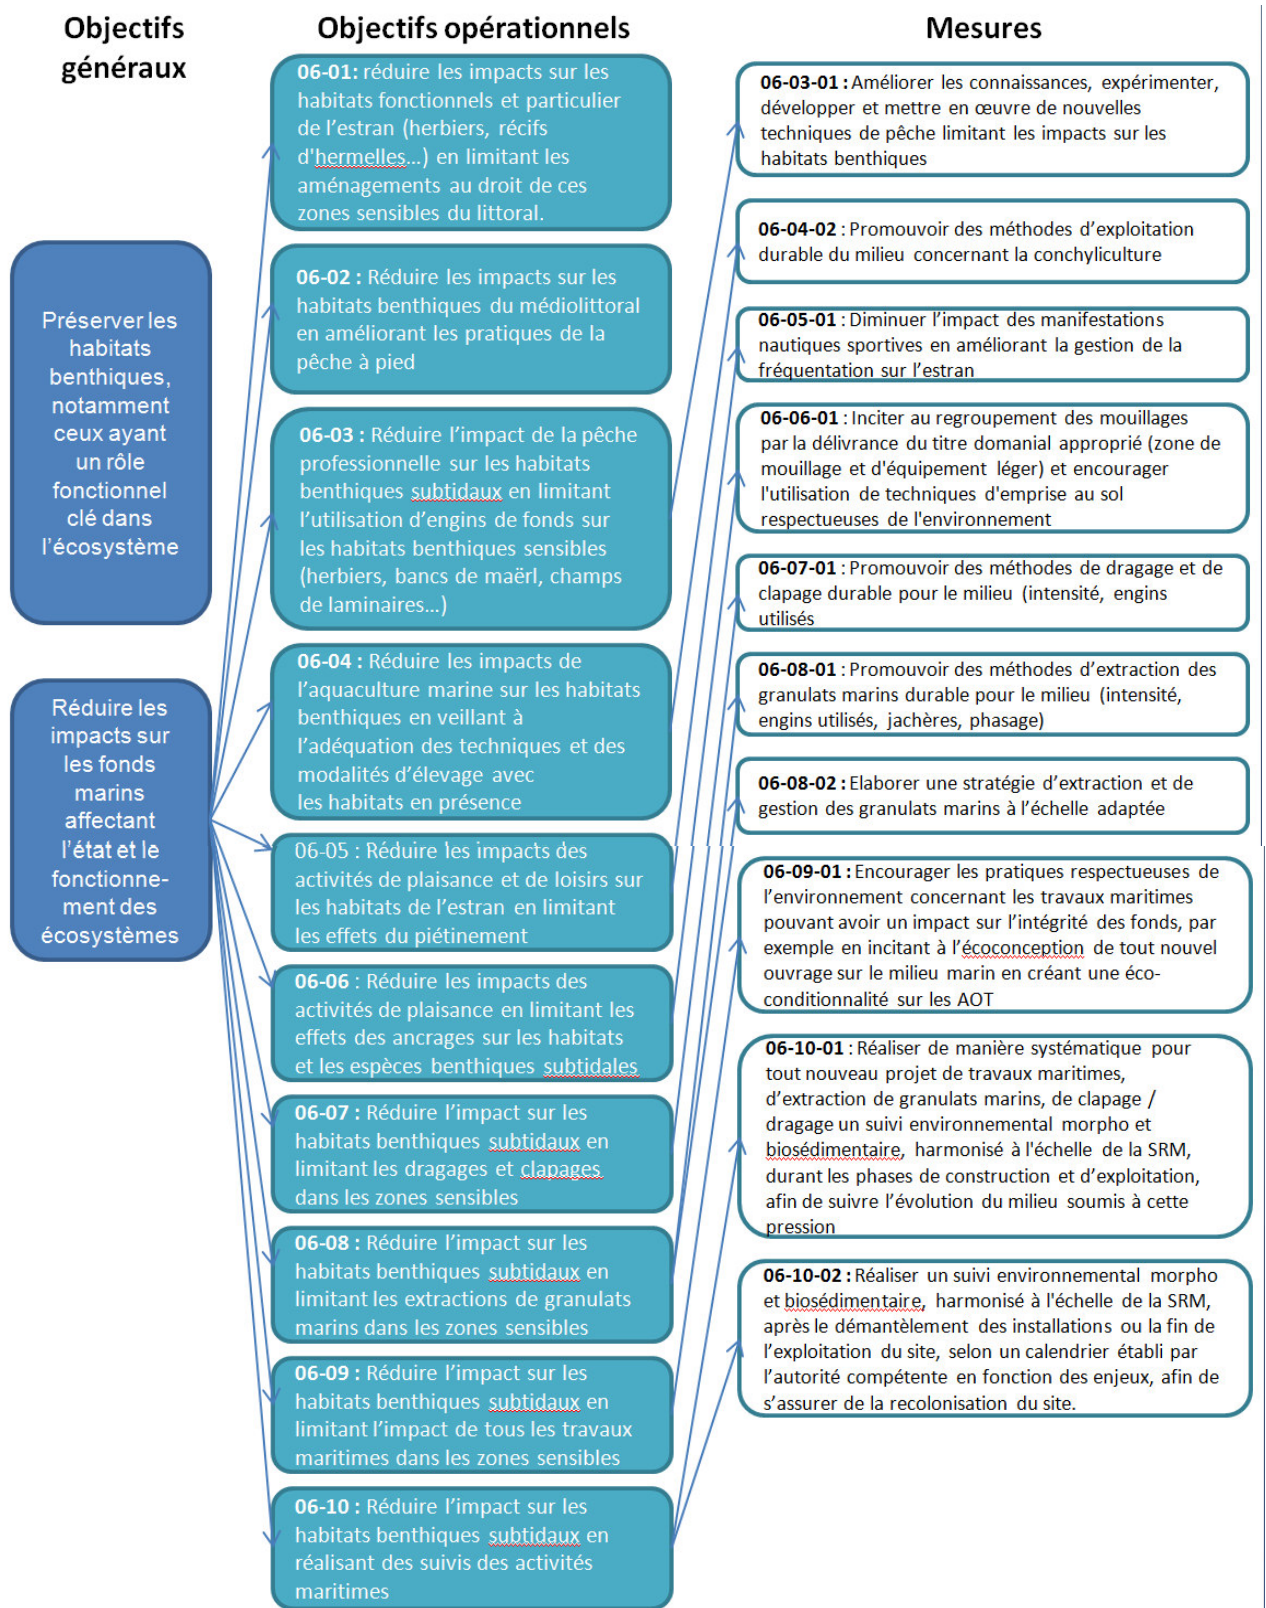 Objectifs
généraux
Objectifs opérationnels
Mesures
Préserver les
habitats
benthiques,
notamment
ceux ayant
un rôle
fonctionnel
clé dans
l’écosystème
Réduire les
impacts sur
les fonds
marins
affectant
l’état et le
fonctionne-
ment des
écosystèmes
06-01: réduire les impacts sur les
habitats fonctionnels et particulier
de l’estran (herbiers, récifs
d'hermelles…) en limitant les
aménagements au droit de ces
zones sensibles du littoral.
06-02 : Réduire les impacts sur les
habitats benthiques du médiolittoral
en améliorant les pratiques de la
pêche à pied
06-03 : Réduire l’impact de la pêche
professionnelle sur les habitats
benthiques subtidaux en limitant
l’utilisation d’engins de fonds sur
les habitats benthiques sensibles
(herbiers, bancs de maërl, champs
de laminaires…)
06-04 : Réduire les impacts de
l’aquaculture marine sur les habitats
benthiques en veillant à
l’adéquation des techniques et des
modalités d’élevage avec
les habitats en présence
06-05 : Réduire les impacts des
activités de plaisance et de loisirs sur
les habitats de l’estran en limitant
les effets du piétinement
06-06 : Réduire les impacts des
activités de plaisance en limitant les
effets des ancrages sur les habitats
et les espèces benthiques subtidales
06-07 : Réduire l’impact sur les
habitats benthiques subtidaux en
limitant les dragages et clapages
dans les zones sensibles
06-08 : Réduire l’impact sur les
habitats benthiques subtidaux en
limitant les extractions de granulats
marins dans les zones sensibles
06-09 : Réduire l’impact sur les
habitats benthiques subtidaux en
limitant l’impact de tous les travaux
maritimes dans les zones sensibles
06-10 : Réduire l’impact sur les
habitats benthiques subtidaux en
réalisant des suivis des activités
maritimes
06-03-01 : Améliorer les connaissances, expérimenter,
développer et mettre en œuvre de nouvelles
techniques de pêche limitant les impacts sur les
habitats benthiques
06-04-02 : Promouvoir des méthodes d’exploitation
durable du milieu concernant la conchyliculture
06-05-01 : Diminuer l’impact des manifestations
nautiques sportives en améliorant la gestion de la
fréquentation sur l’estran
06-06-01 : Inciter au regroupement des mouillages
par la délivrance du titre domanial approprié (zone de
mouillage et d'équipement léger) et encourager
l'utilisation de techniques d'emprise au sol
respectueuses de l'environnement
06-07-01 : Promouvoir des méthodes de dragage et de
clapage durable pour le milieu (intensité, engins
utilisés
06-08-01 : Promouvoir des méthodes d’extraction des
granulats marins durable pour le milieu (intensité,
engins utilisés, jachères, phasage)
06-08-02 : Elaborer une stratégie d’extraction et de
gestion des granulats marins à l’échelle adaptée
06-09-01 : Encourager les pratiques respectueuses de
l’environnement concernant les travaux maritimes
pouvant avoir un impact sur l’intégrité des fonds, par
exemple en incitant à l’écoconception de tout nouvel
ouvrage sur le milieu marin en créant une éco-
conditionnalité sur les AOT
06-10-01 : Réaliser de manière systématique pour
tout nouveau projet de travaux maritimes,
d’extraction de granulats marins, de clapage /
dragage un suivi environnemental morpho et
biosédimentaire, harmonisé à l'échelle de la SRM,
durant les phases de construction et d’exploitation,
afin de suivre l’évolution du milieu soumis à cette
pression
06-10-02 : Réaliser un suivi environnemental morpho
et biosédimentaire, harmonisé à l'échelle de la SRM,
après le démantèlement des installations ou la fin de
l’exploitation du site, selon un calendrier établi par
l’autorité compétente en fonction des enjeux, afin de
s’assurer de la recolonisation du site.